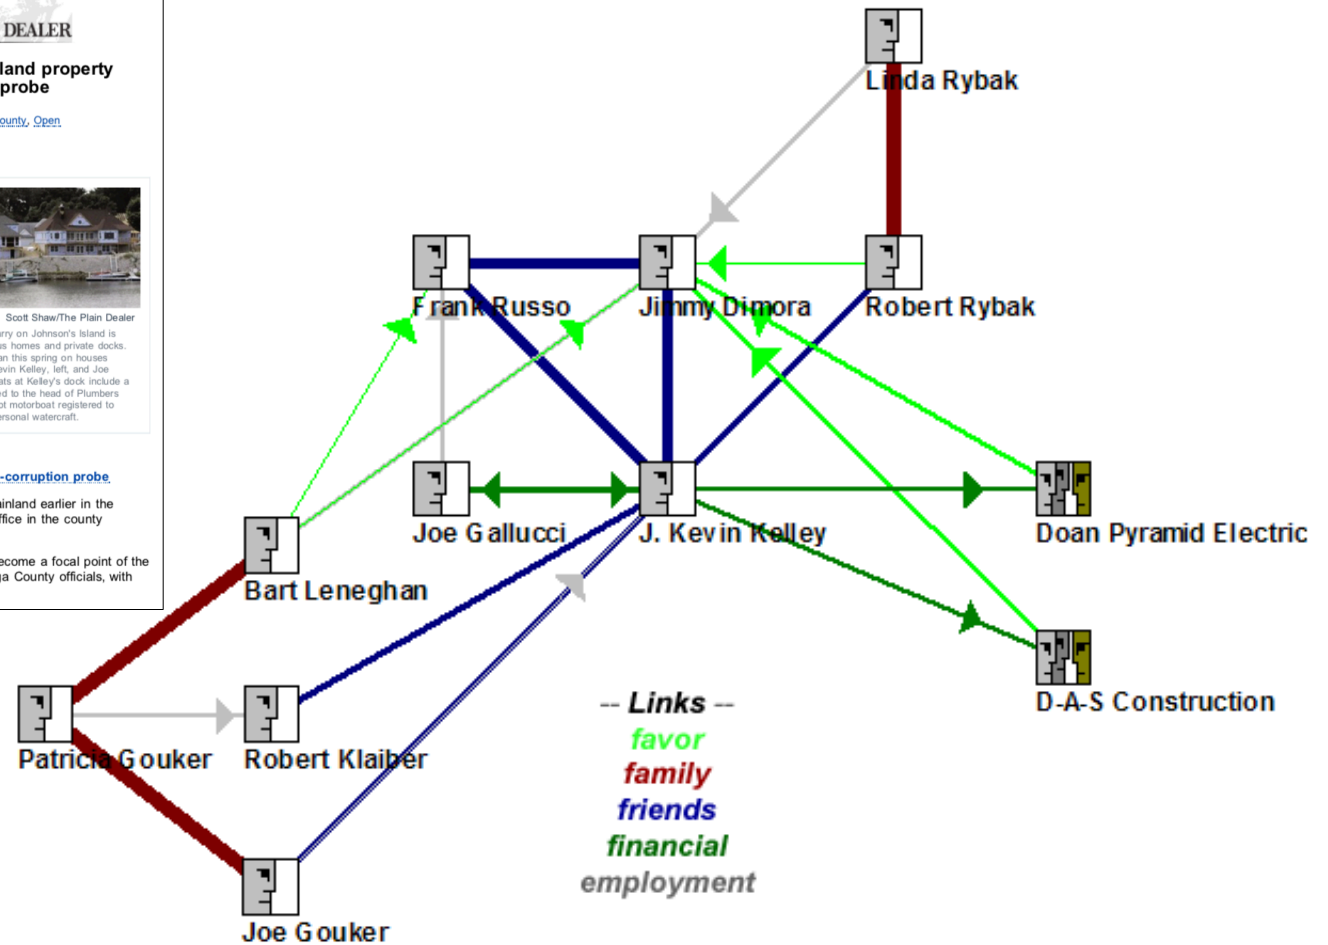 DEALER
land property
probe
ounty, Open
Scott Shaw/The Plain Dealer
rry on Johnson's Island is
us homes and private docks.
an this spring on houses
evin Kelley, left, and Joe
ats at Kelley's dock include a
ed to the head of Plumbers
ot motorboat registered to
ersonal watercraft.
-corruption probe
ainland earlier in the
ffice in the county
ecome a focal point of the
ga County officials, with
Linda Rybak
Frank Russo
Jimmy Dimora
Robert Rybak
Joe Gallucci
J. Kevin Kelley
Doan Pyramid Electric
Bart Leneghan
D-A-S Construction
Patricia Gouker
Robert Klaiber
Joe Gouker
-- Links --
favor
family
friends
financial
employment